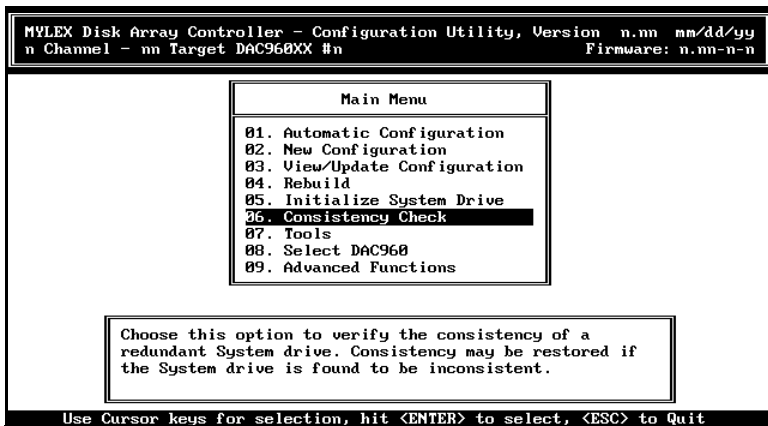 MYLEX Disk Array Controller - Configuration Utility, Version n.nn mm/dd/yy
n Channel - nn Target DAC960XX #n Firmware: n.nn-n-n
Main Menu
01. Automatic Configuration
02. New Configuration
03. View/Update Configuration
04. Rebuild
05. Initialize System Drive
06. Consistency Check
07. Tools
08. Select DAC960
09. Advanced Functions
Choose this option to verify the consistency of a
redundant System drive. Consistency may be restored if
the System drive is found to be inconsistent.
Use Cursor keys for selection, hit <ENTER> to select, <ESC> to Quit